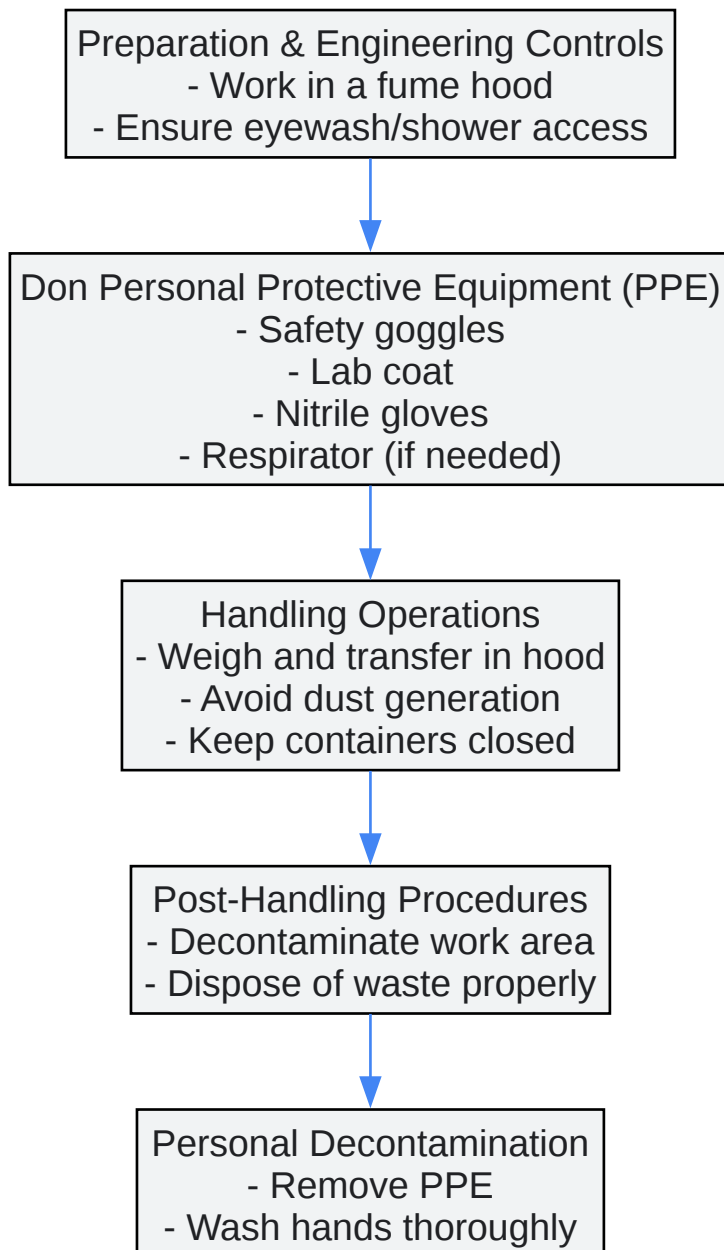 Preparation & Engineering Controls
- Work in a fume hood
- Ensure eyewash/shower access
Don Personal Protective Equipment (PPE)
- Safety goggles
- Lab coat
- Nitrile gloves
- Respirator (if needed)
Handling Operations
- Weigh and transfer in hood
- Avoid dust generation
- Keep containers closed
Post-Handling Procedures
- Decontaminate work area
- Dispose of waste properly
Personal Decontamination
- Remove PPE
- Wash hands thoroughly